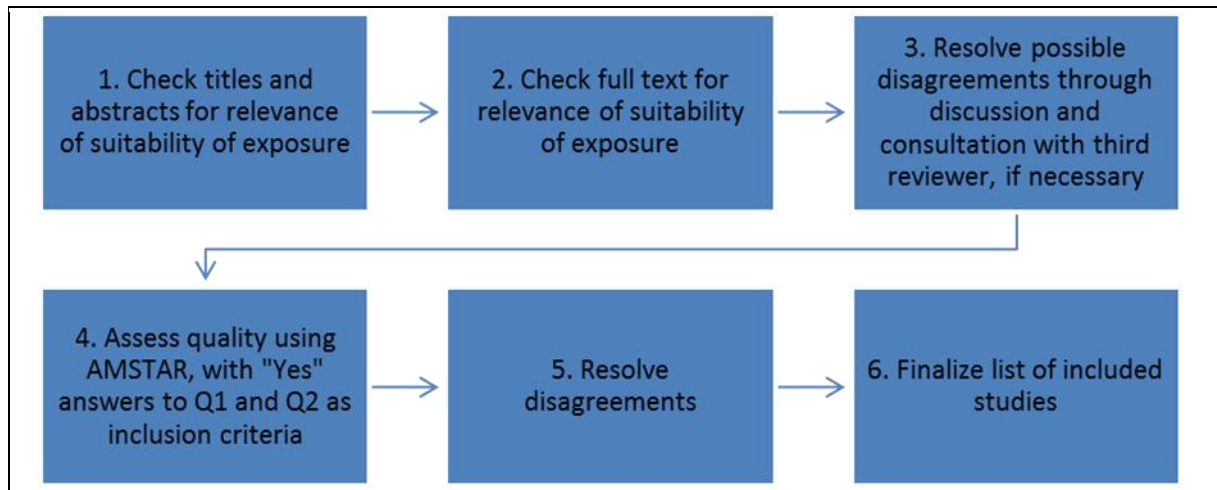 1. Check titles and
abstracts for relevance
of suitability of exposure
2. Check full text for
relevance of suitability
of exposure
3. Resolve possible
disagreements through
discussion and
consultation with third
reviewer, if necessary
4. Assess quality using
AMSTAR, with "Yes"
answers to Q1 and Q2 as
inclusion criteria
5. Resolve
disagreements
6. Finalize list of included
studies